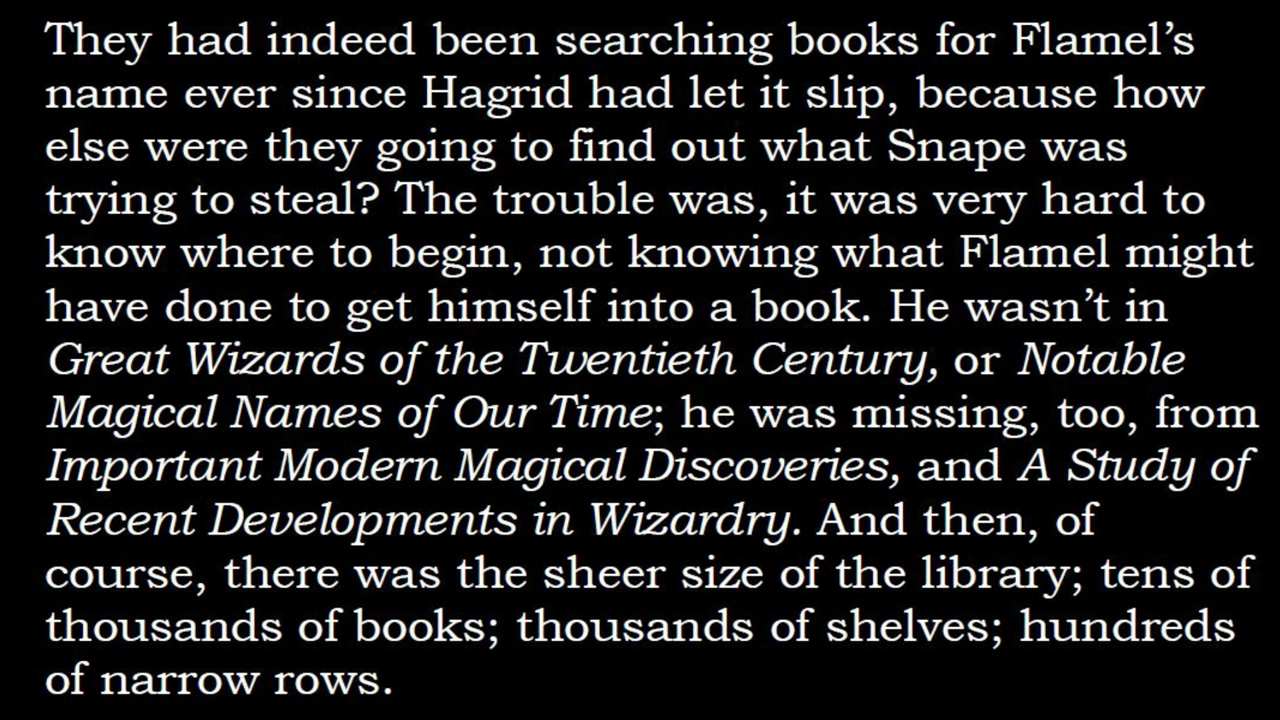 They had indeed been searching books for Flamel’s
name ever since Hagrid had let it slip, because how
else were they going to find out what Snape was
trying to steal? The trouble was, it was very hard to
know where to begin, not knowing what Flamel might
have done to get himself into a book. He wasn’t in
Great Wizards of the Twentieth Century, or Notable
Magical Names of Our Time; he was missing, too, from
Important Modern Magical Discoveries, and A Study of
Recent Developments in Wizardry. And then, of
course, there was the sheer size of the library; tens of
thousands of books; thousands of shelves; hundreds
of narrow rows.